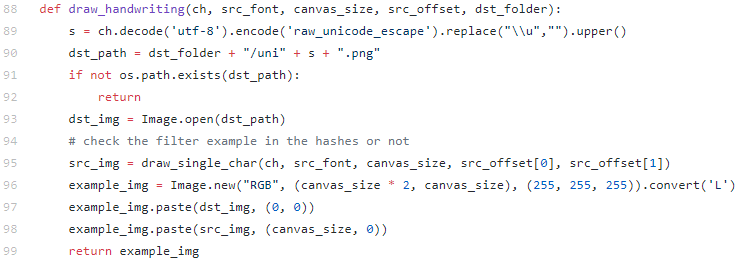 88 def draw_handwriting(ch, src_font, canvas_size, src_offset, dst_folder):
89     s = ch.decode('utf-8').encode('raw_unicode_escape').replace("\\u","").upper()
90     dst_path = dst_folder + "/uni" + s + ".png"
91     if not os.path.exists(dst_path):
92         return
93     dst_img = Image.open(dst_path)
94     # check the filter example in the hashes or not
95     src_img = draw_single_char(ch, src_font, canvas_size, src_offset[0], src_offset[1])
96     example_img = Image.new("RGB", (canvas_size * 2, canvas_size), (255, 255, 255)).convert('L')
97     example_img.paste(dst_img, (0, 0))
98     example_img.paste(src_img, (canvas_size, 0))
99     return example_img